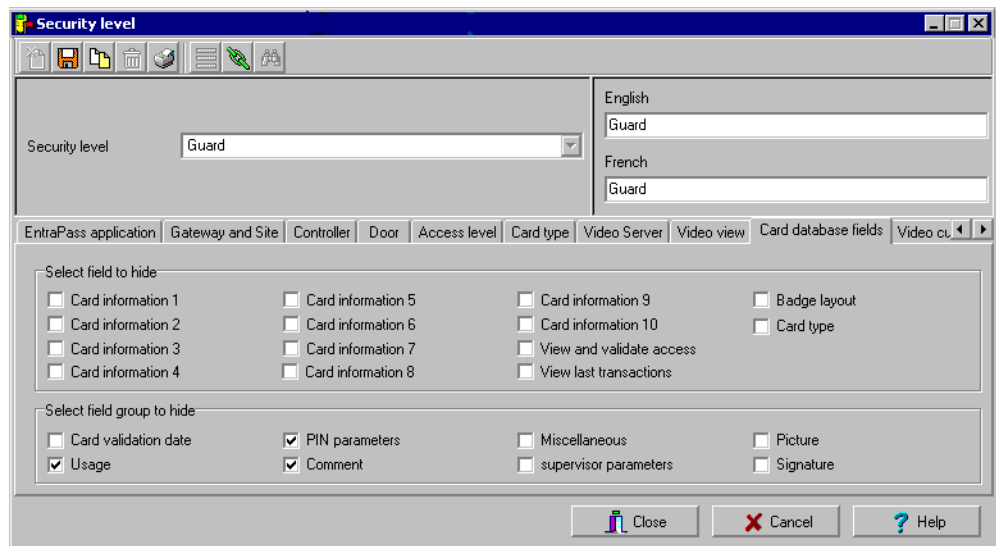 Security level
English
Guard
Security level Guard
French
Guard
EntraPass application Gateway and Site Controller Door Access level Card type Video Server Video view Card database fields Video cu
Select field to hide
Card information 1 Card information 5 Card information 9 Badge layout
Card information 2 Card information 6 Card information 10 Card type
Card information 3 Card information 7 View and validate access
Card information 4 Card information 8 View last transactions
Select field group to hide
Card validation date PIN parameters Miscellaneous Picture
Usage Comment supervisor parameters Signature
Close Cancel Help